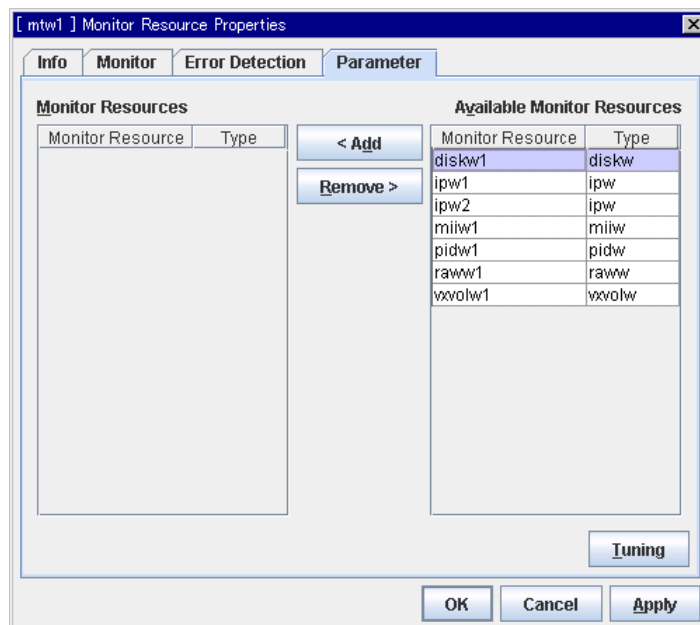 [ mtw1 ] Monitor Resource Properties
Info Monitor Error Detection Parameter
Monitor Resources
Monitor Resource Type
< Add
Remove >
Available Monitor Resources
Monitor Resource Type
diskw1 diskw
ipw1 ipw
ipw2 ipw
miiw1 miiw
pidw1 pidw
raww1 raww
vxvolw1 vxvolw
Tuning
OK Cancel Apply